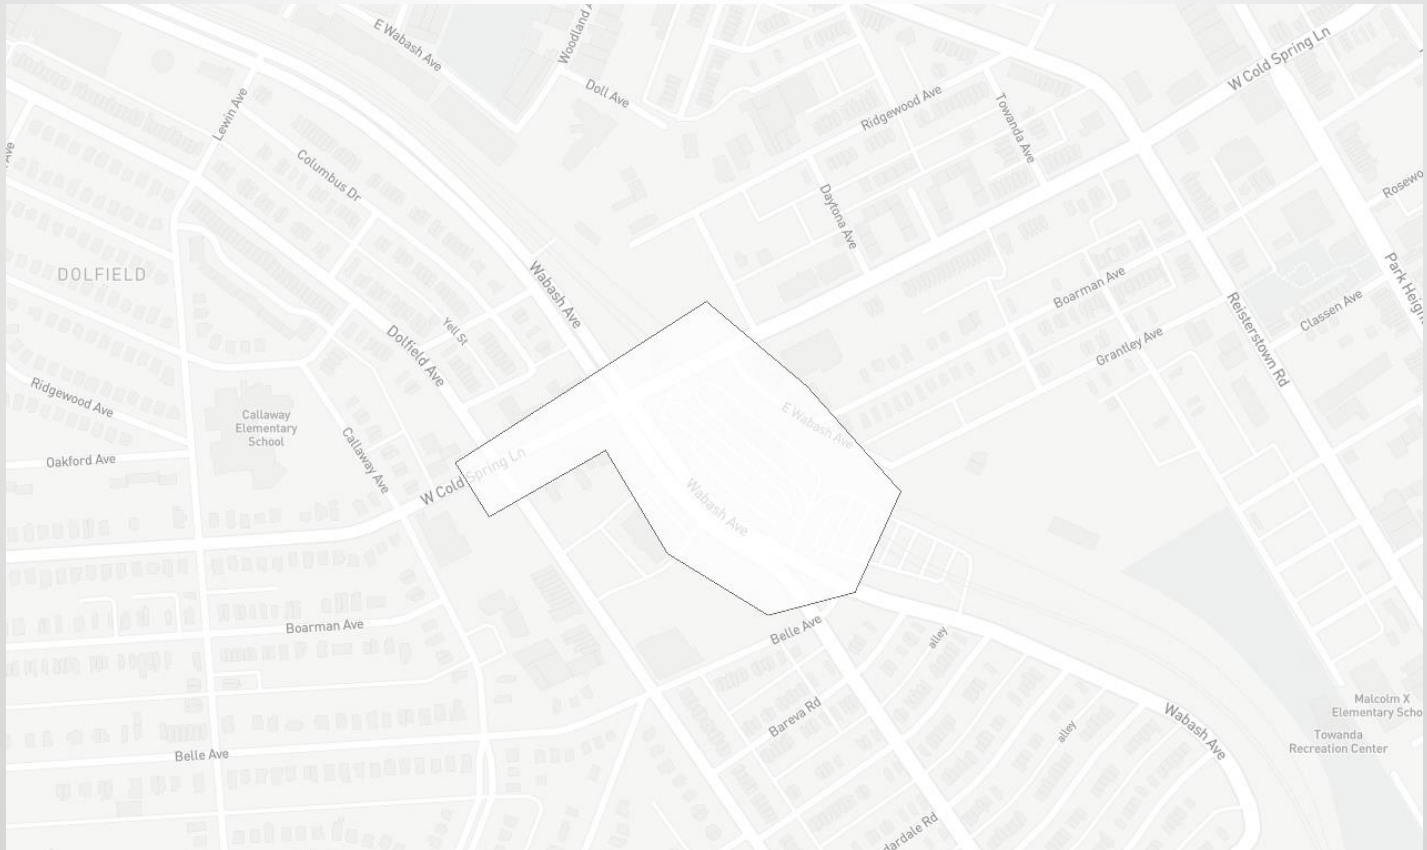 E Wabash Ave
Doll Ave
Ridgewood Ave
Towanda Ave
W Cold Spring Ln
Lewin Ave
Columbus Dr
Daytona Ave
DOLFIELD
Wabash Ave
Yell St
Dolfield Ave
Boarman Ave
Grantley Ave
Reisterstown Rd
Classen Ave
Ridgewood Ave
Callaway
Elementary
School
Callaway Ave
Oakford Ave
W Cold Spring Ln
E Wabash Ave
Wabash Ave
Boarman Ave
Belle Ave
alley
Bareva Rd
alley
Wabash Ave
Malcolm X
Elementary Scho
Towanda
Recreation Center
Belle Ave